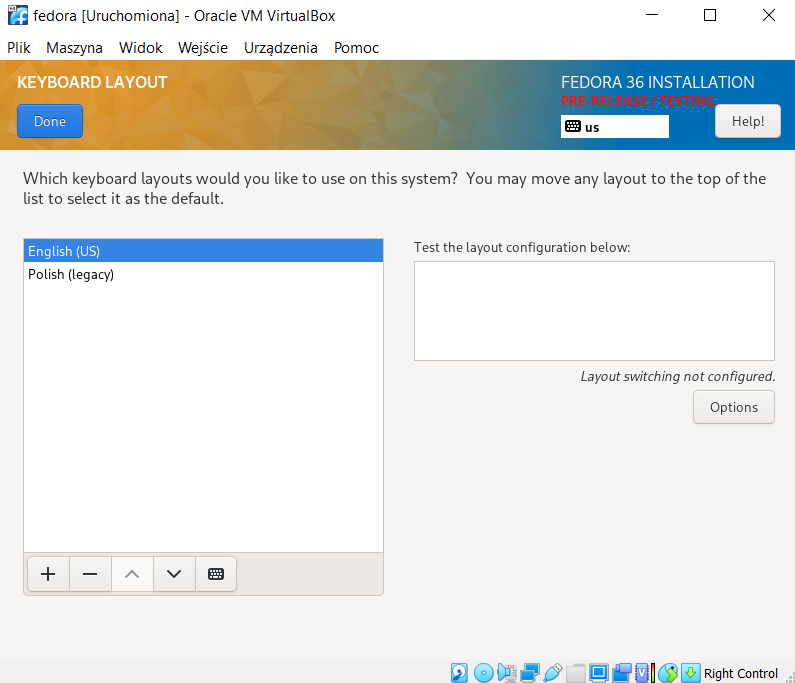 fedora [Uruchomiona] - Oracle VM VirtualBox
Plik Maszyna Widok Wejście Urządzenia Pomoc
KEYBOARD LAYOUT
FEDORA 36 INSTALLATION
PRE-RELEASE / TESTING
Done
us
Help!
Which keyboard layouts would you like to use on this system? You may move any layout to the top of the
list to select it as the default.
English (US)
Polish (legacy)
Test the layout configuration below:
Layout switching not configured.
Options
Right Control